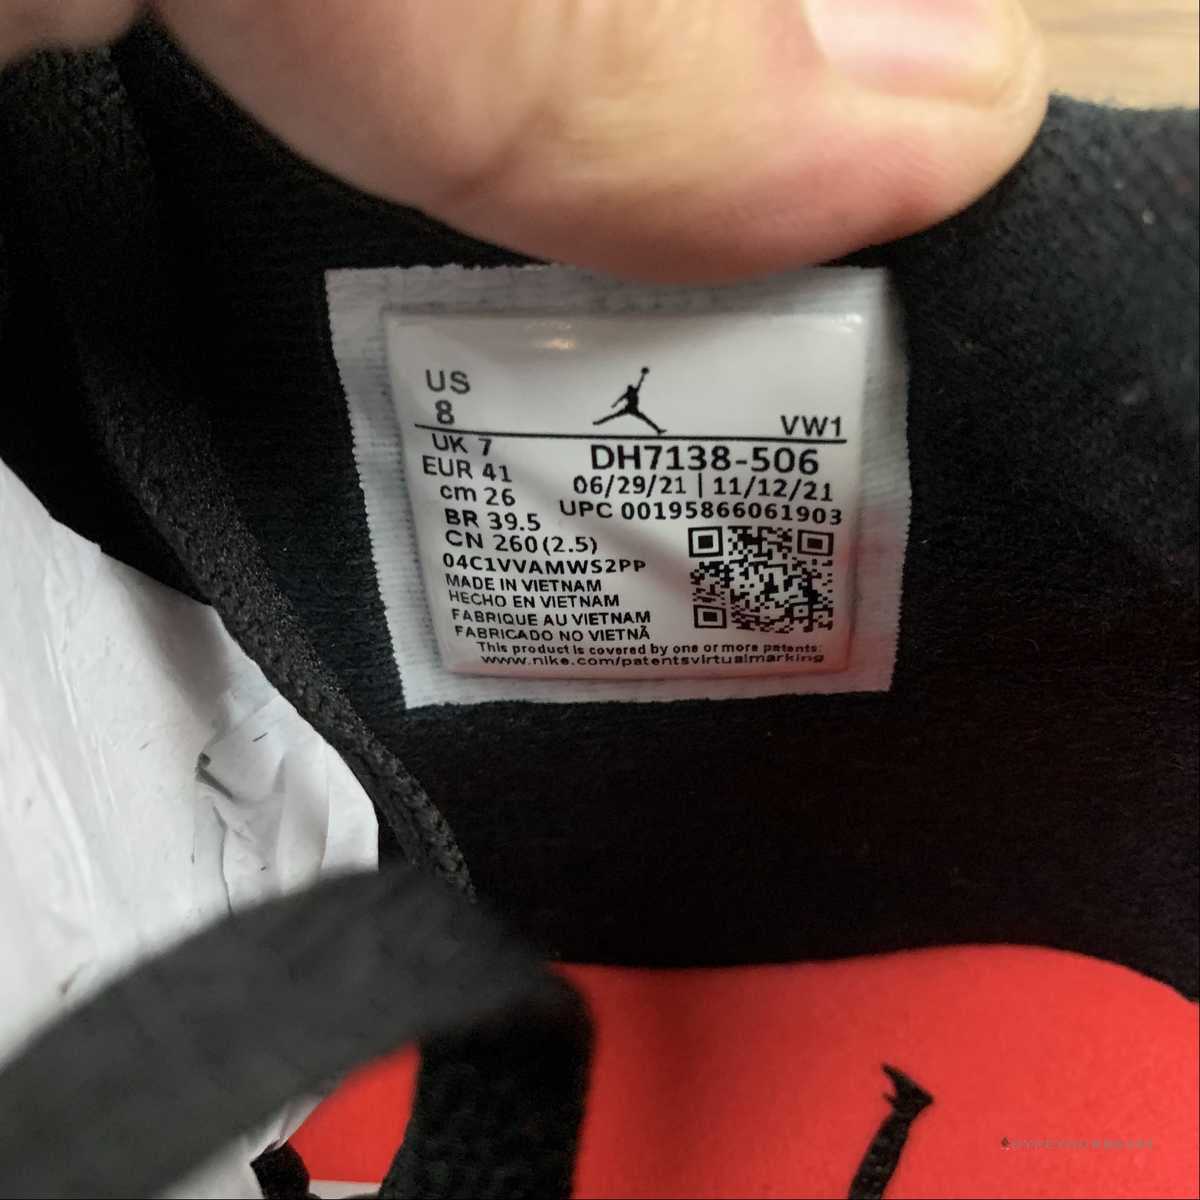 US
8
VW1
UK 7
DH7138-506
EUR 41
06/29/21 | 11/12/21
cm 26
UPC 00195866061903
BR 39.5
CN 260(2.5)
04C1VVAMWS2PP
MADE IN VIETNAM
HECHO EN VIETNAM
FABRIQUE AU VIETNAM
FABRICADO NO VIETNÃ
This product is covered by one or more patents:
www.nike.com/patentsvirtualmarking